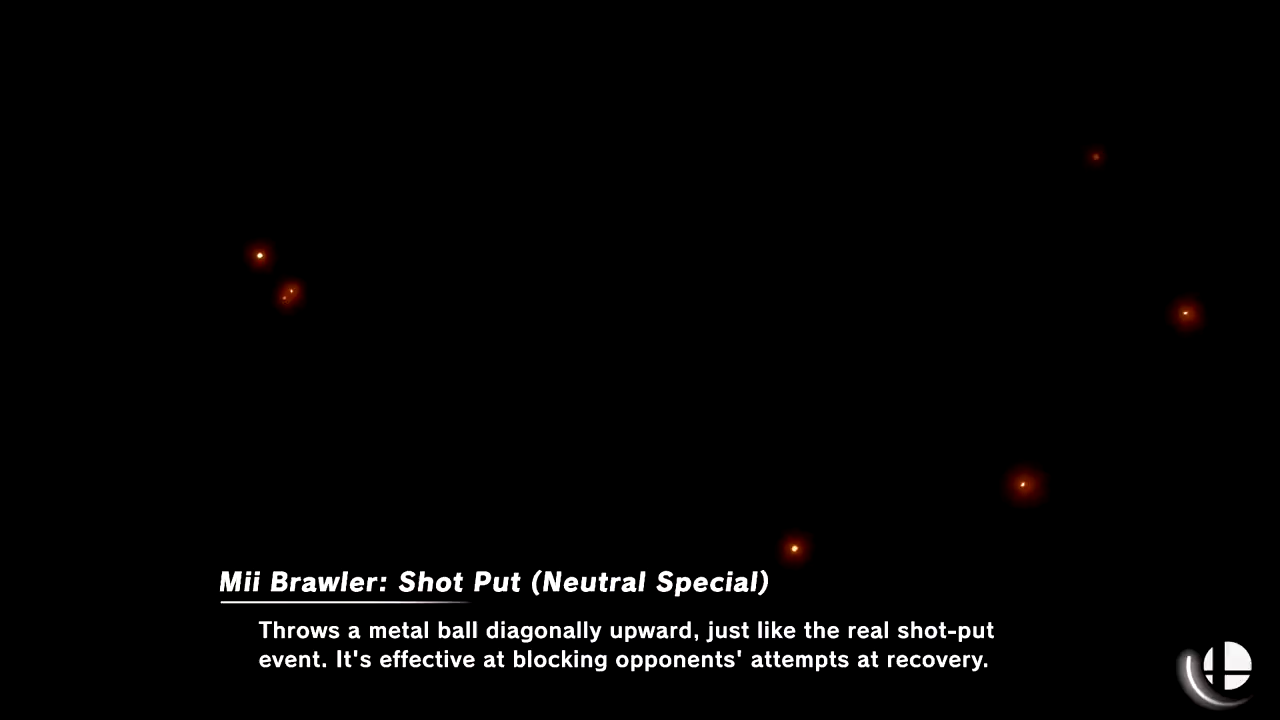 Mii Brawler: Shot Put (Neutral Special)
Throws a metal ball diagonally upward, just like the real shot-put
event. It's effective at blocking opponents' attempts at recovery.